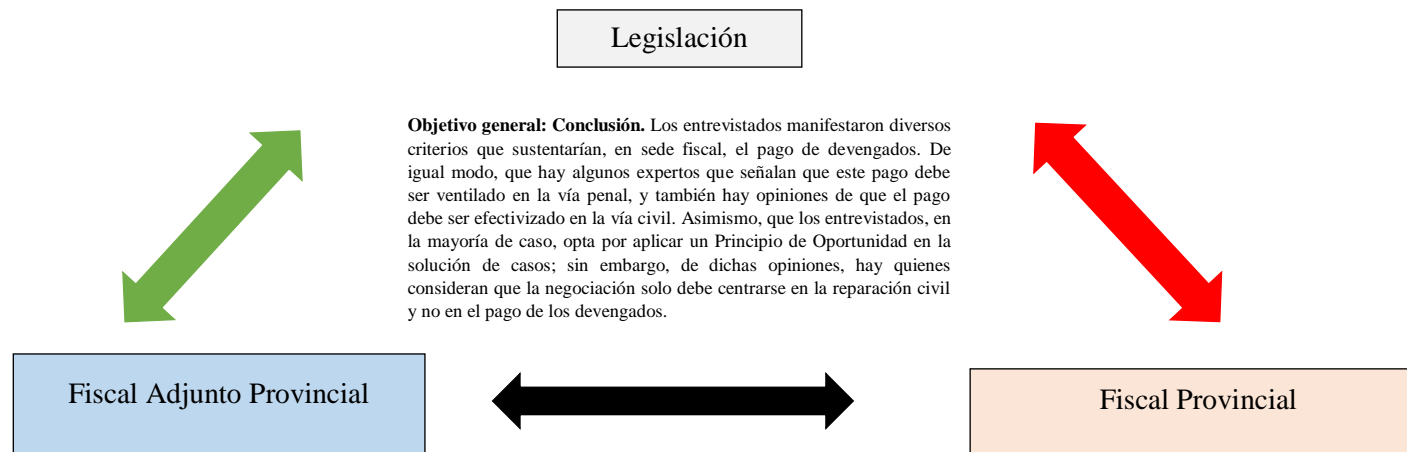 Legislación
Objetivo general: Conclusión. Los entrevistados manifestaron diversos
criterios que sustentarían, en sede fiscal, el pago de devengados. De
igual modo, que hay algunos expertos que señalan que este pago debe
ser ventilado en la vía penal, y también hay opiniones de que el pago
debe ser efectivizado en la vía civil. Asimismo, que los entrevistados, en
la mayoría de caso, opta por aplicar un Principio de Oportunidad en la
solución de casos; sin embargo, de dichas opiniones, hay quienes
consideran que la negociación solo debe centrarse en la reparación civil
y no en el pago de los devengados.
Fiscal Adjunto Provincial
Fiscal Provincial